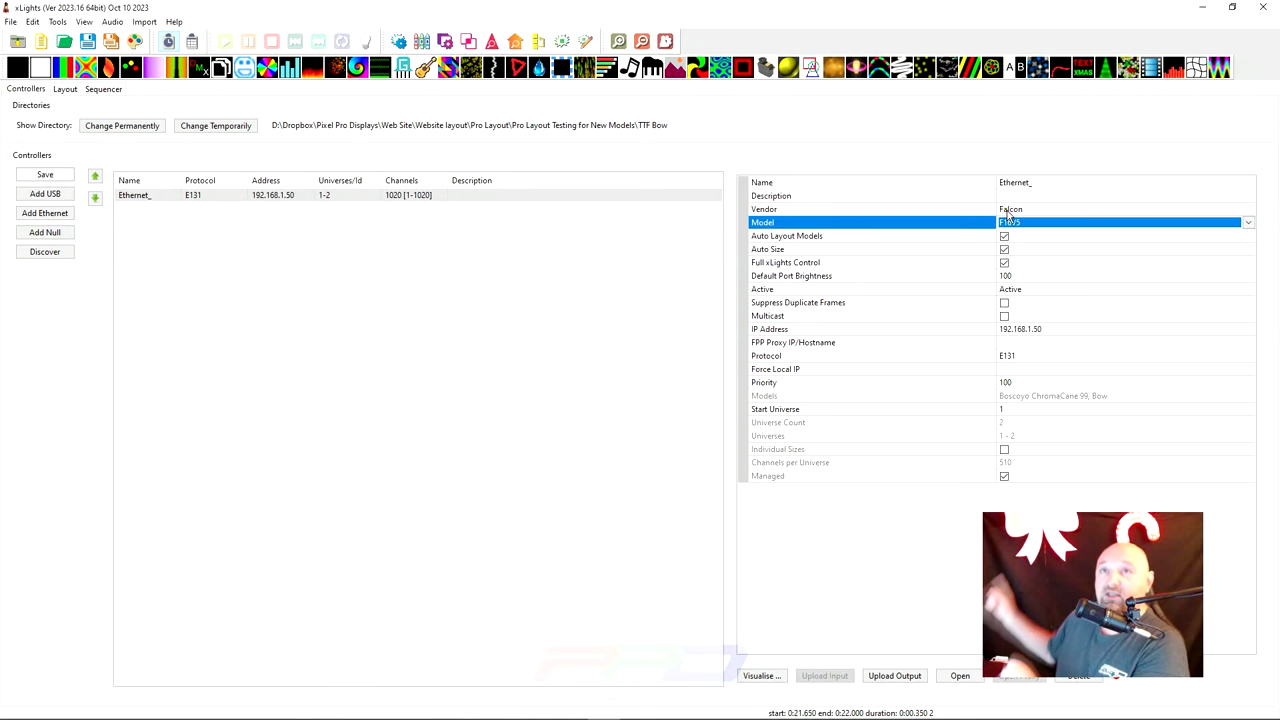 xLights (Ver 2023.16 64bit) Oct 10 2023
File Edit Tools View Audio Import Help
Controllers Layout Sequencer
Directories
Show Directory: Change Permanently Change Temporarily D:\Dropbox\Pixel Pro Displays\Web Site\Website layout\Pro Layout\Pro Layout Testing for New Models\TTF Bow
Controllers
Save
Add USB
Add Ethernet
Add Null
Discover
Name Protocol Address Universes/Id Channels Description
Ethernet_ E131 192.168.1.50 1-2 1020 [1-1020]
Name Ethernet_
Description
Vendor Falcon
Model F16V5
Auto Layout Models
Auto Size
Full xLights Control
Default Port Brightness 100
Active Active
Suppress Duplicate Frames
Multicast
IP Address 192.168.1.50
FPP Proxy IP/Hostname
Protocol E131
Force Local IP
Priority 100
Models Boscoyo ChromaCane 99, Bow
Start Universe 1
Universe Count 2
Universes 1 - 2
Individual Sizes
Channels per Universe 510
Managed
Visualise ... Upload Input Upload Output Open Delete
start: 0:21.650 end: 0:22.000 duration: 0:00.350 2